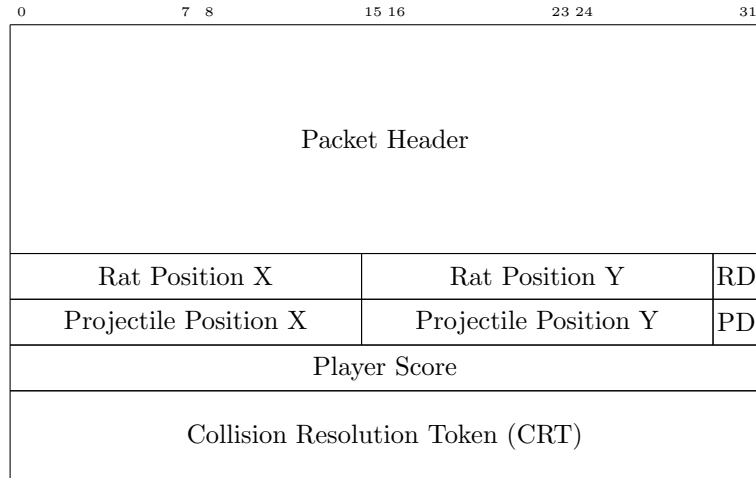 0 7 8 15 16 23 24 31
Packet Header
Rat Position X Rat Position Y RD
Projectile Position X Projectile Position Y PD
Player Score
Collision Resolution Token (CRT)